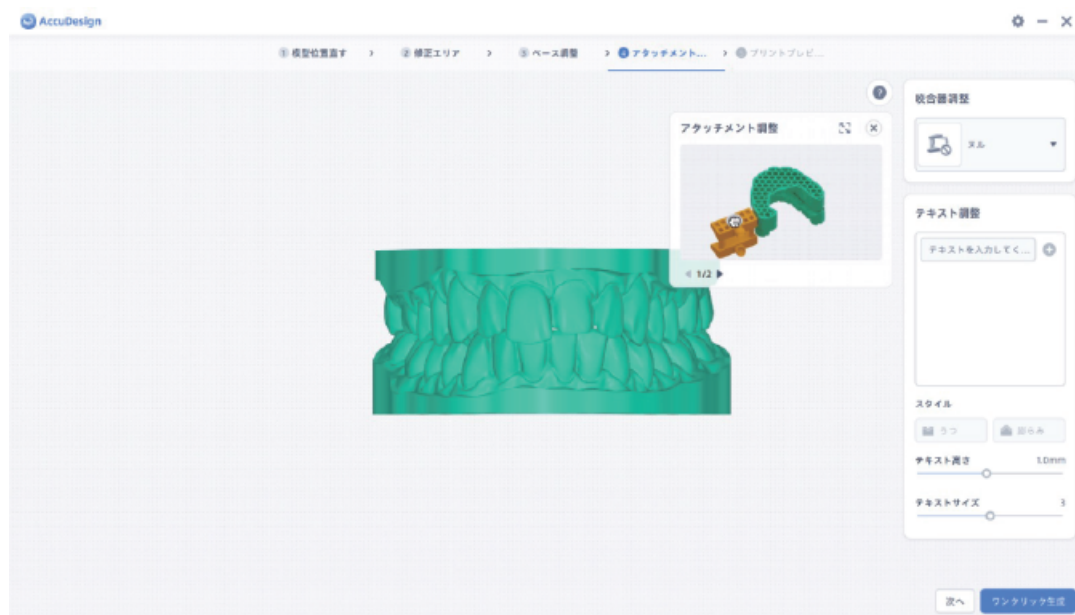 AccuDesign
1 模型位置直す > 2 修正エリア > 3 ベース調整 > 4 アタッチメント... > プリントプレビ...
?
アタッチメント調整
1/2
咬合器調整
ヌル
テキスト調整
テキストを入力してく...
スタイル
うつ 膨らみ
テキスト高さ 1.0mm
テキストサイズ 3
次へ ワンクリック生成